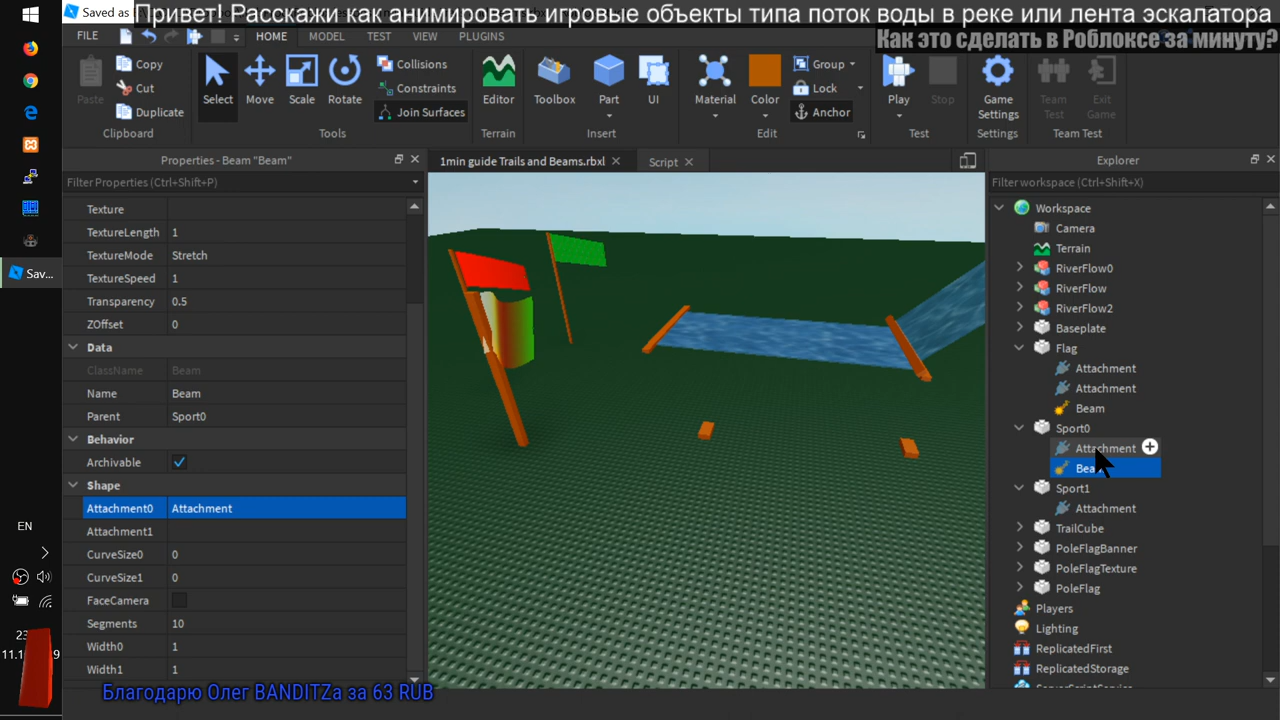 Saved as
Привет! Расскажи как анимировать игровые объекты типа поток воды в реке или лента эскалатора
Как это сделать в Роблоксе за минуту?
FILE HOME MODEL TEST VIEW PLUGINS
Paste Copy Cut Duplicate Select Move Scale Rotate Collisions Constraints Join Surfaces Editor Toolbox Part UI Material Color Group Lock Anchor Play Stop Game Settings Team Test Exit Game
Clipboard Tools Terrain Insert Edit Test Settings Team Test
Properties - Beam "Beam"
Filter Properties (Ctrl+Shift+P)
Texture
TextureLength 1
TextureMode Stretch
TextureSpeed 1
Transparency 0.5
ZOffset 0
Data
ClassName Beam
Name Beam
Parent Sport0
Behavior
Archivable
Shape
Attachment0 Attachment
Attachment1
CurveSize0 0
CurveSize1 0
FaceCamera
Segments 10
Width0 1
Width1 1
1min guide Trails and Beams.rbxl Script
Explorer
Filter workspace (Ctrl+Shift+X)
Workspace
Camera
Terrain
RiverFlow0
RiverFlow
RiverFlow2
Baseplate
Flag
Attachment
Attachment
Beam
Sport0
Attachment
Sport1
Attachment
TrailCube
PoleFlagBanner
PoleFlagTexture
PoleFlag
Players
Lighting
ReplicatedFirst
ReplicatedStorage
Sav...
EN
Благодарю Олег BANDITZа за 63 RUB